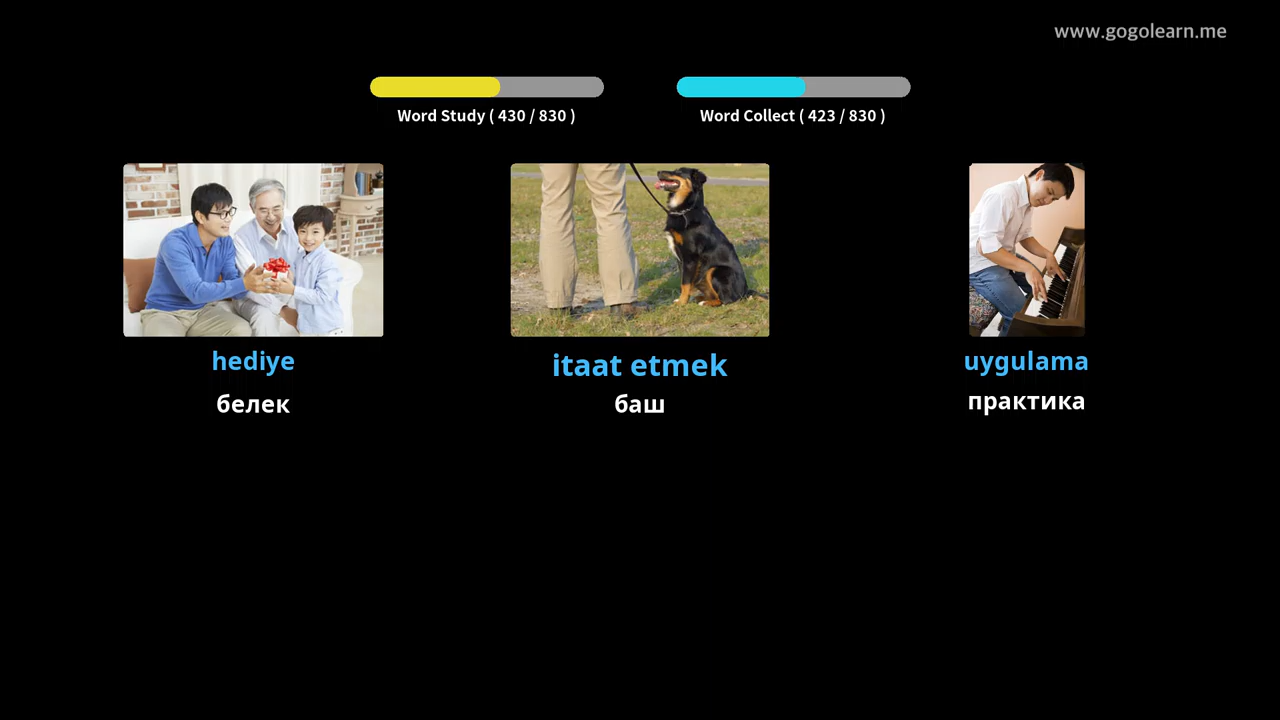 www.gogolearn.me
Word Study ( 430 / 830 )
Word Collect ( 423 / 830 )
hediye
белек
itaat etmek
баш
uygulama
практика